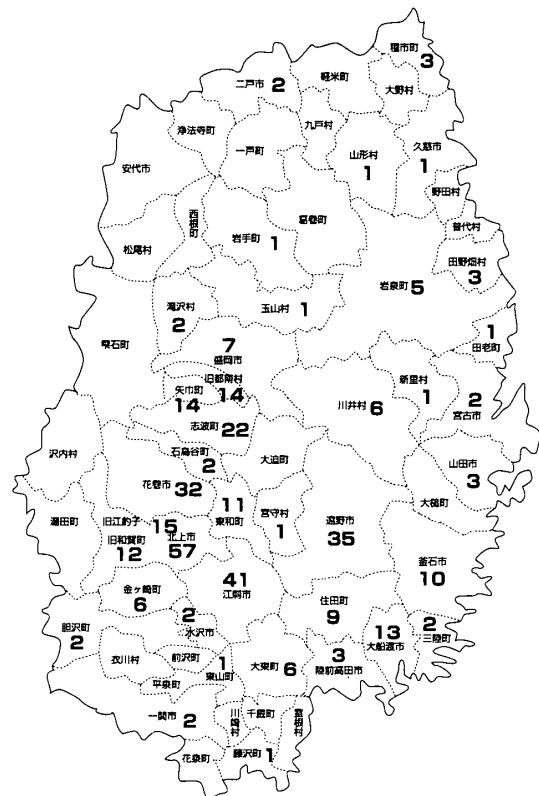 種市町 3
二戸市 2
軽米町
大野村
浄法寺町
九戸村
一戸町
山形村
1
久慈市
1
安代市
野田村
西根町
岩手町
1
葛巻町
普代村
松尾村
田野畑村
3
岩泉町 5
滝沢村
2
玉山村 1
雫石町
7
盛岡市
1
田老町
旧都南村
14
矢巾町
14
川井村 6
新里村
1
2
宮古市
志波町 22
沢内村
石鳥谷町
2
大迫町
山田市
3
花巻市
32
大槌町
湯田町
11
東和町
宮守村
1
遠野市
35
旧江釣子 15
北上市
57
旧和賀町
12
釜石市
10
金ヶ崎町
6
41
江刺市
住田町
9
2
水沢市
胆沢町
2
13
大船渡市
2
三陸町
衣川村
前沢町
1
東山町
大東町 6
3
陸前高田市
平泉町
一関市 2
川崎村
千厩町
室根村
花泉町
藤沢町 1